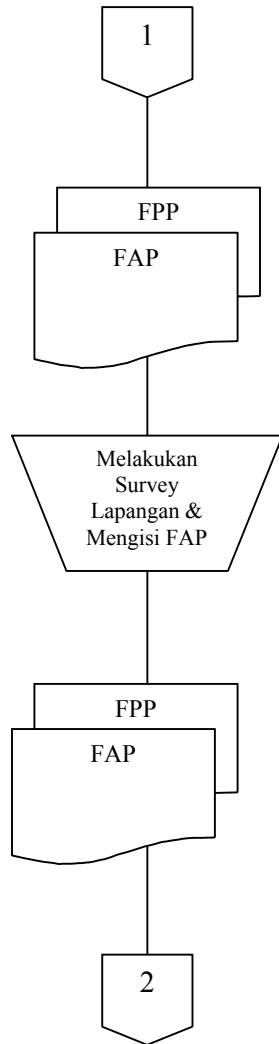 1
FPP
FAP
Melakukan
Survey
Lapangan &
Mengisi FAP
FPP
FAP
2